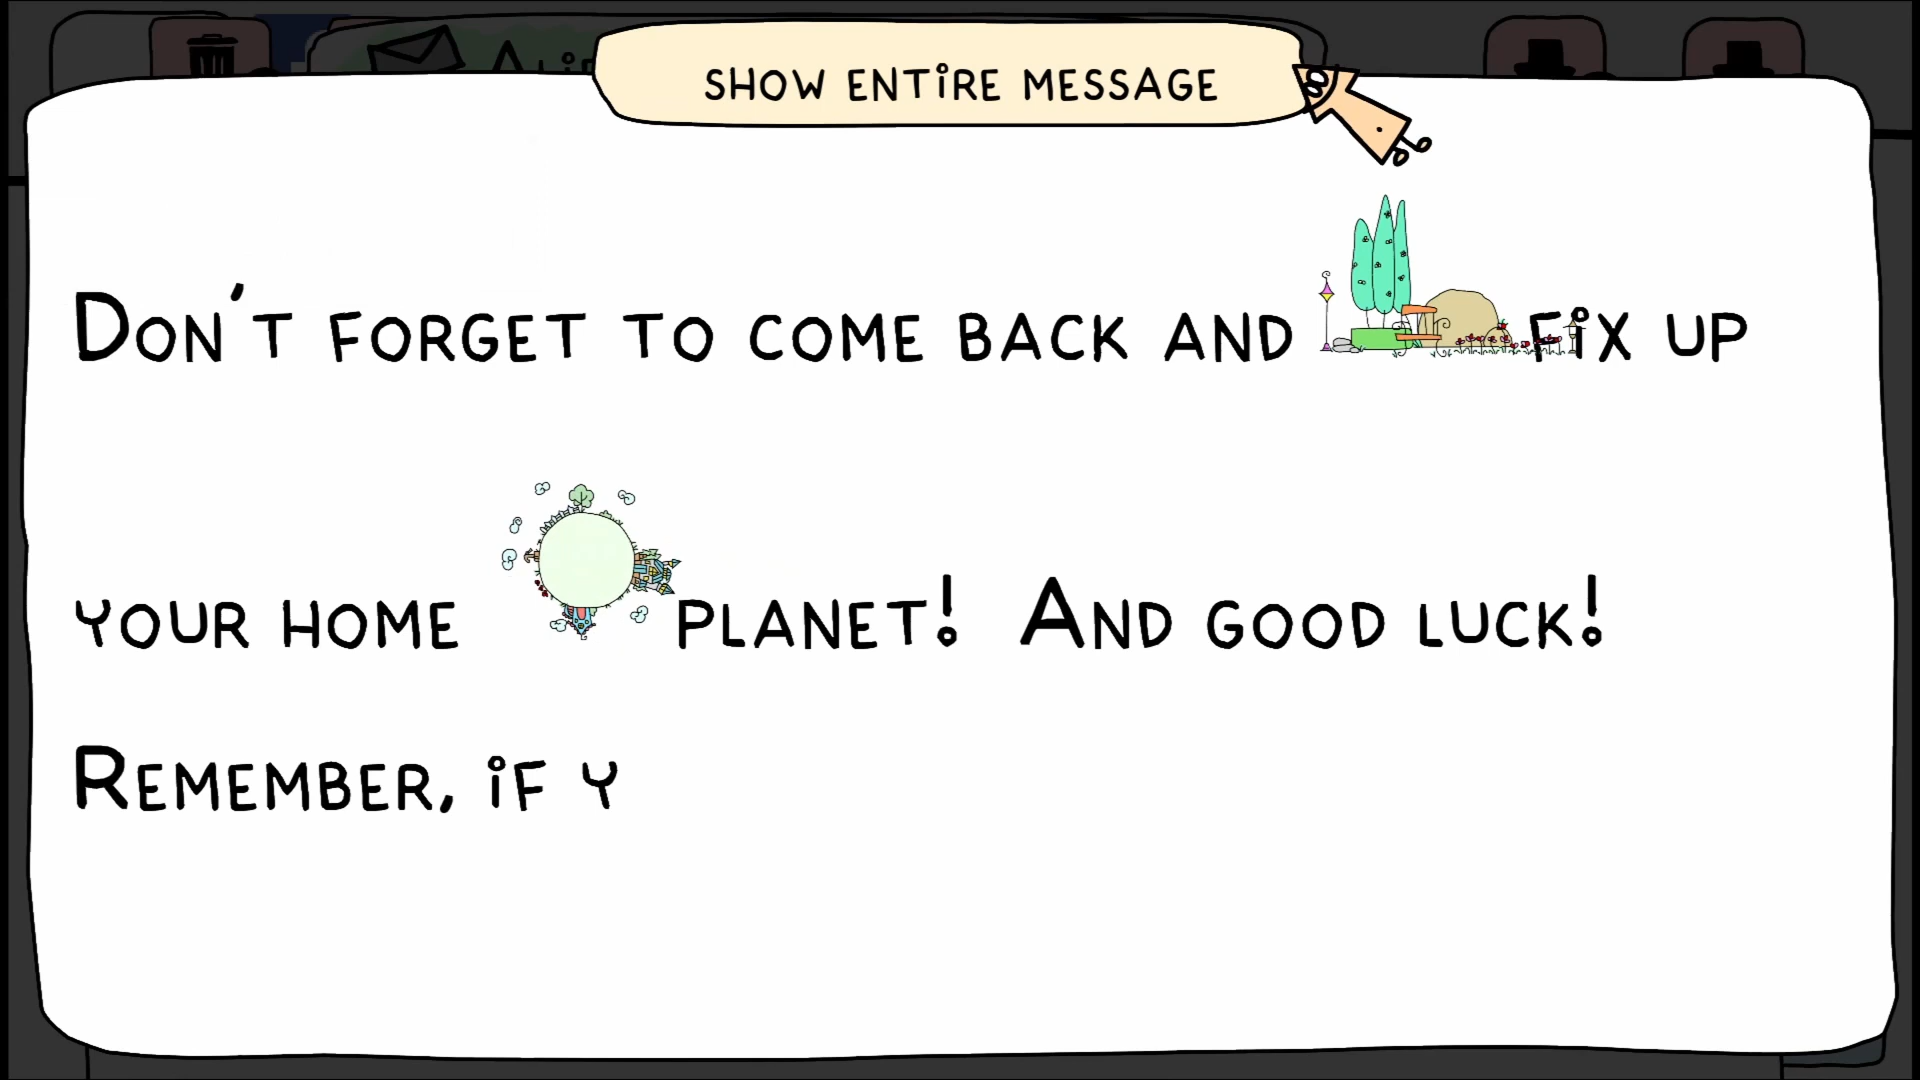 SHOW ENTIRE MESSAGE
DON'T FORGET TO COME BACK AND FIX UP
YOUR HOME PLANET! AND GOOD LUCK!
REMEMBER, IF Y